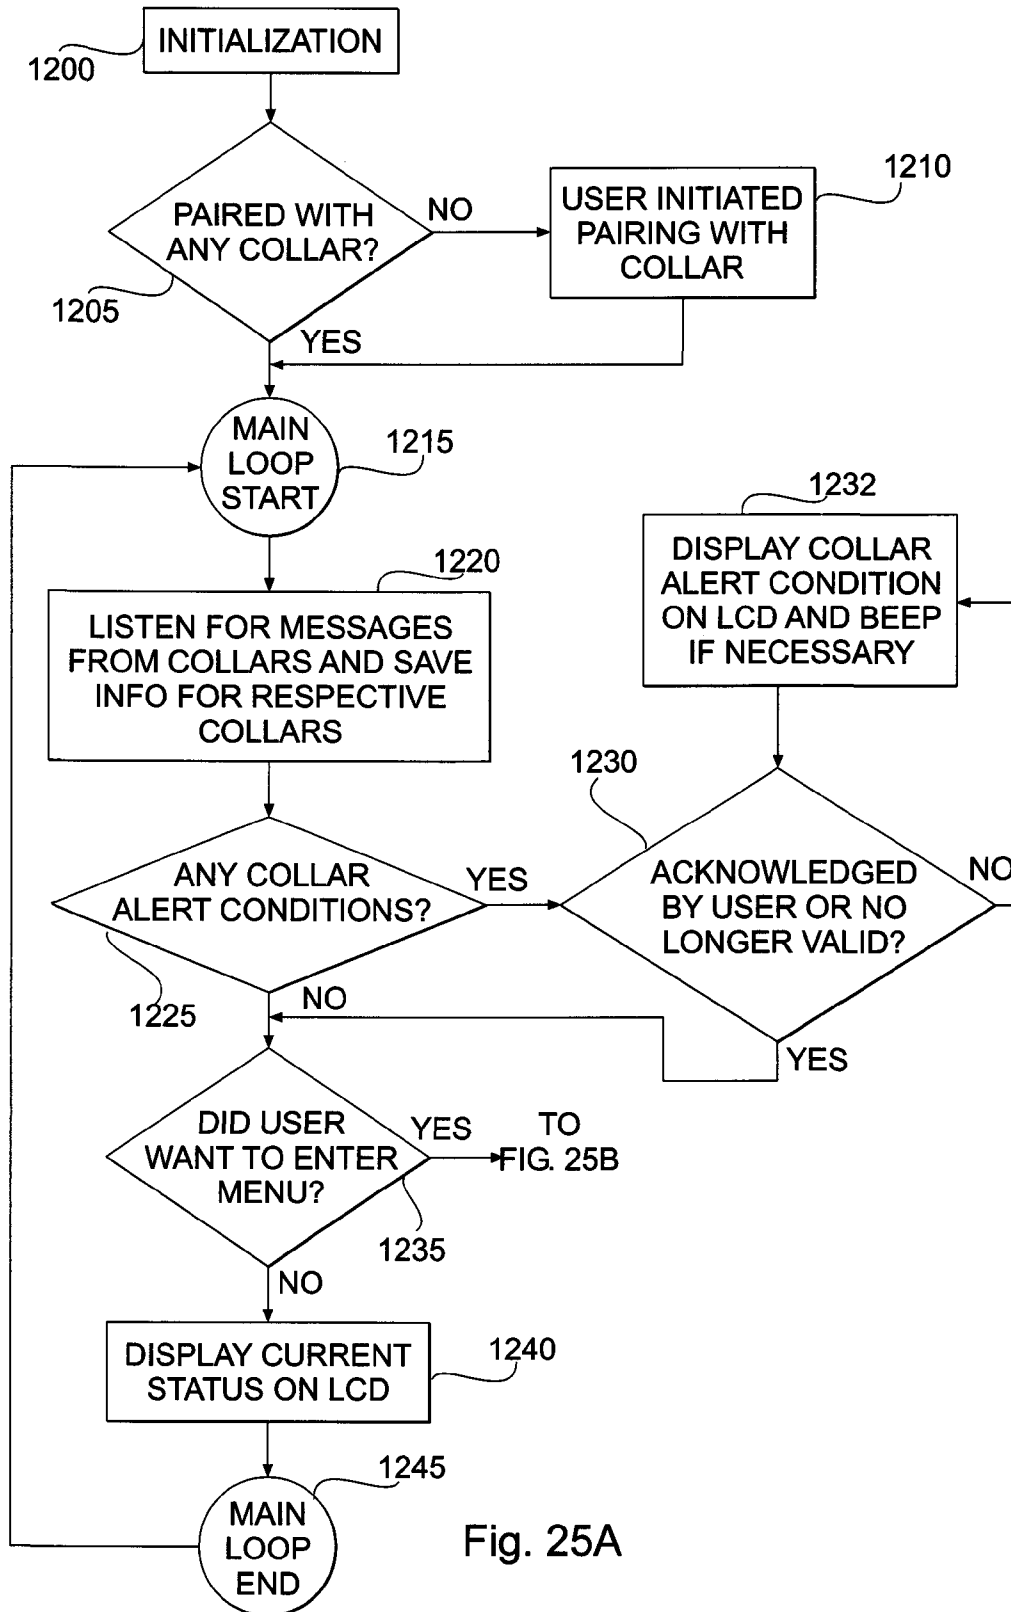 INITIALIZATION
1200
PAIRED WITH
ANY COLLAR?
1205
NO
USER INITIATED
PAIRING WITH
COLLAR
1210
YES
MAIN
LOOP
START
1215
LISTEN FOR MESSAGES
FROM COLLARS AND SAVE
INFO FOR RESPECTIVE
COLLARS
1220
ANY COLLAR
ALERT CONDITIONS?
1225
YES
NO
1232
DISPLAY COLLAR
ALERT CONDITION
ON LCD AND BEEP
IF NECESSARY
1230
ACKNOWLEDGED
BY USER OR NO
LONGER VALID?
NO
YES
DID USER
WANT TO ENTER
MENU?
1235
YES
TO
FIG. 25B
NO
DISPLAY CURRENT
STATUS ON LCD
1240
MAIN
LOOP
END
1245
Fig. 25A